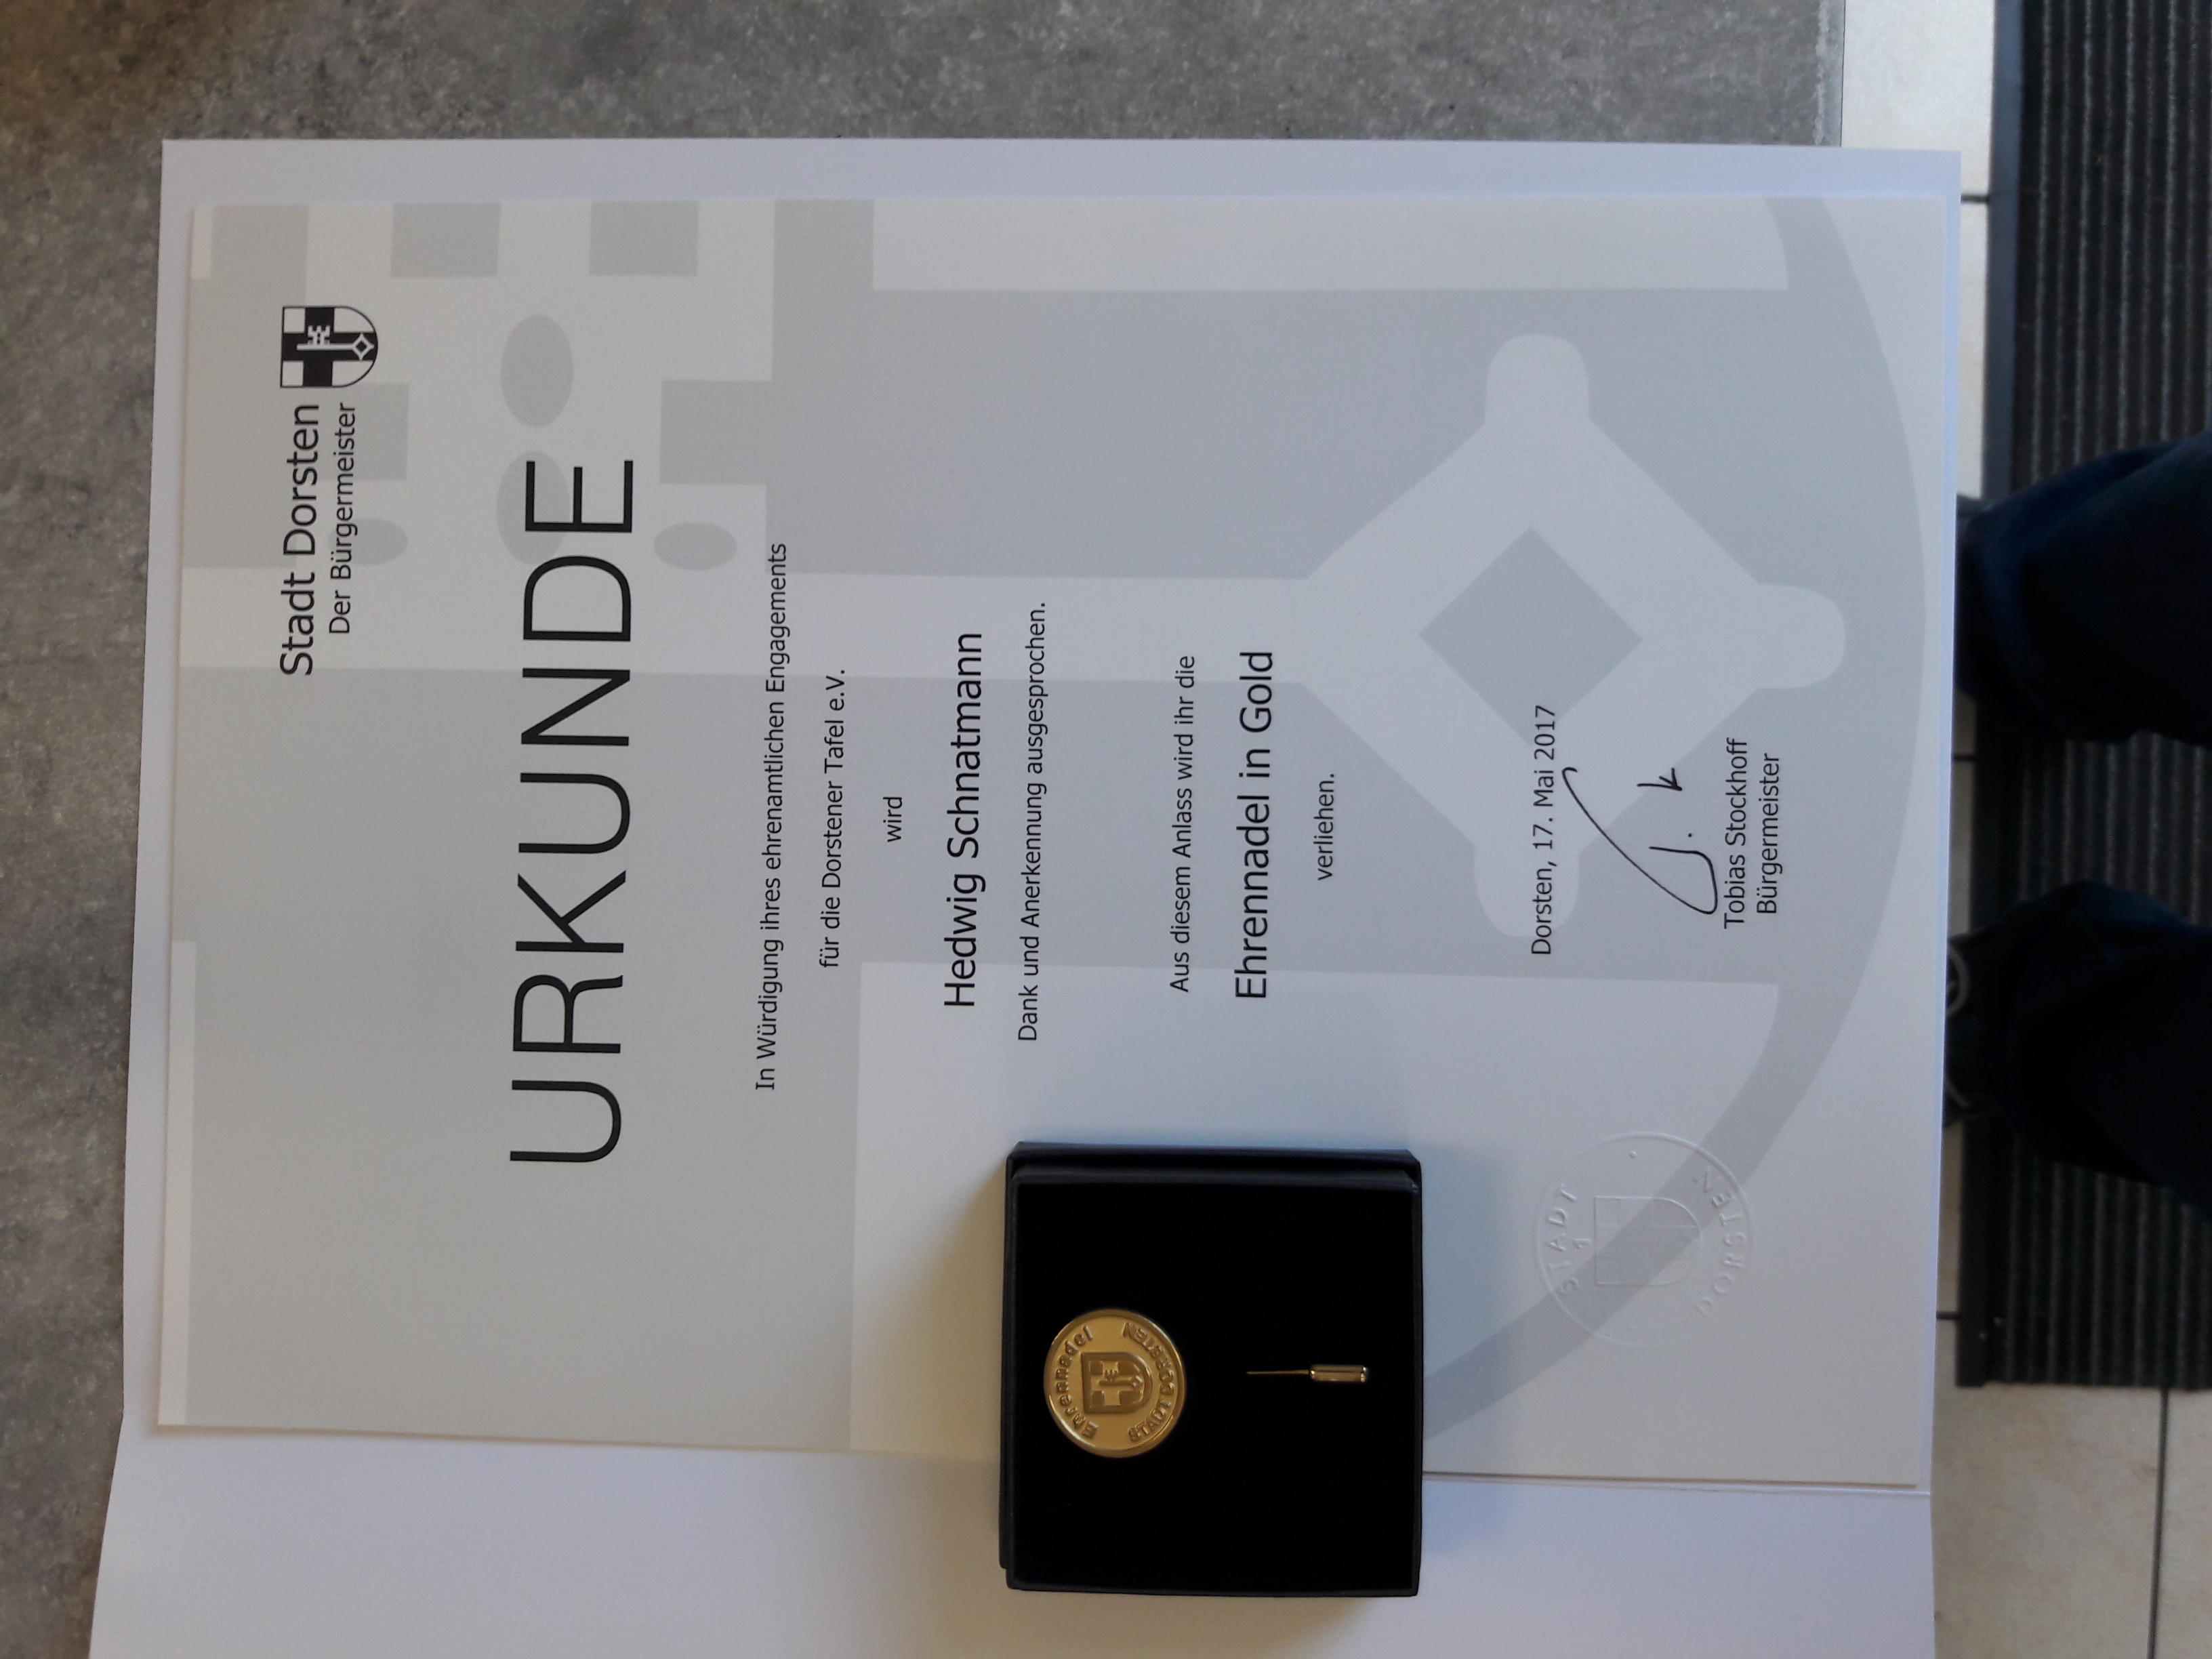 Stadt Dorsten
Der Bürgermeister
URKUNDE
In Würdigung ihres ehrenamtlichen Engagements
für die Dorstener Tafel e.V.
wird
Hedwig Schnatmann
Dank und Anerkennung ausgesprochen.
Aus diesem Anlass wird ihr die
Ehrennadel in Gold
verliehen.
Dorsten, 17. Mai 2017
Tobias Stockhoff
Bürgermeister
STADT
1
DORSTEN
Ehrennadel
STADT DORSTEN